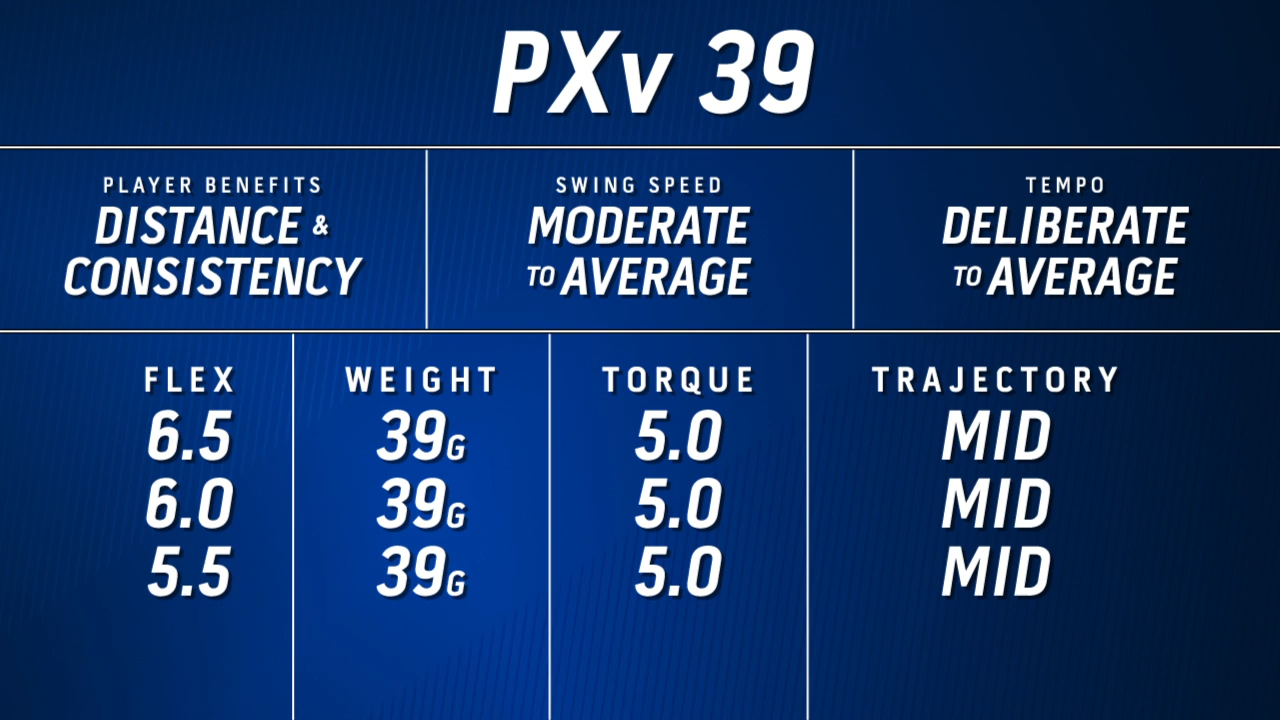 PXv 39
PLAYER BENEFITS
DISTANCE &
CONSISTENCY
SWING SPEED
MODERATE
TO AVERAGE
TEMPO
DELIBERATE
TO AVERAGE
FLEX WEIGHT TORQUE TRAJECTORY
6.5 39G 5.0 MID
6.0 39G 5.0 MID
5.5 39G 5.0 MID